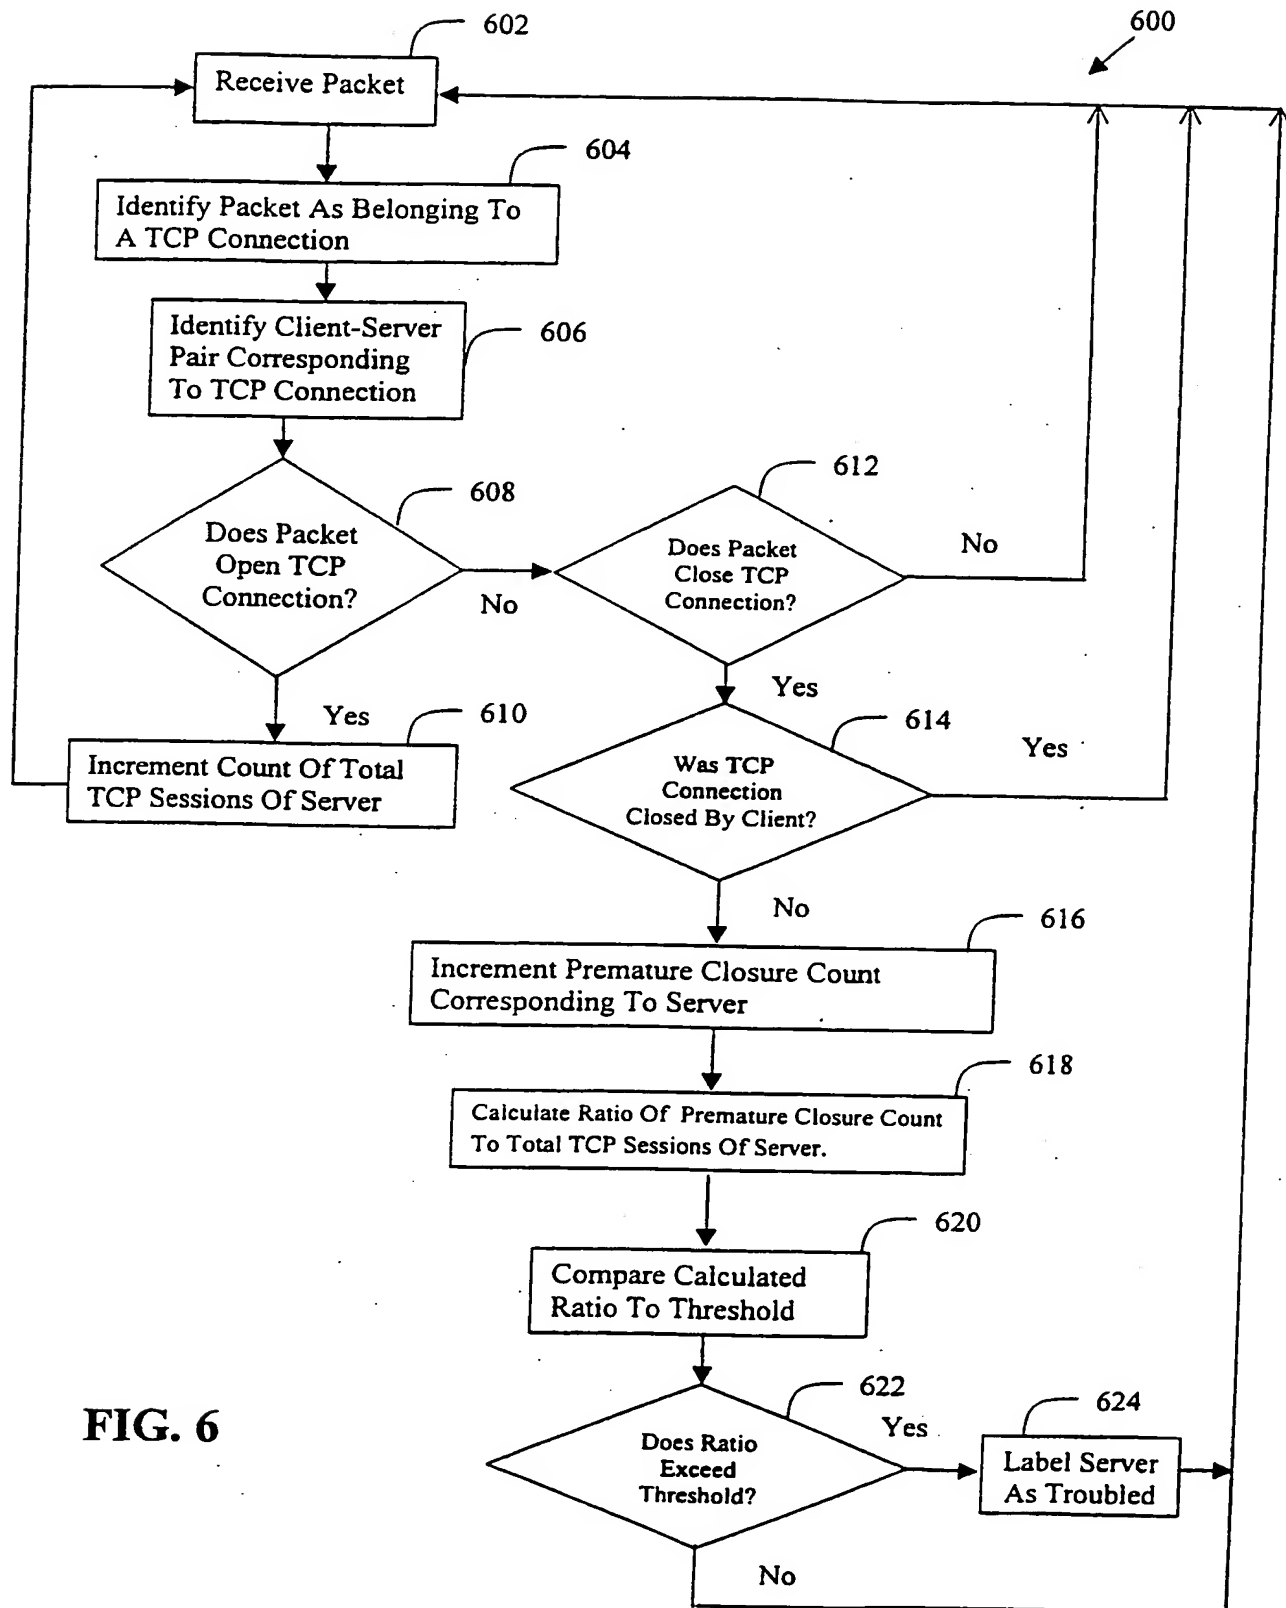 602
600
Receive Packet
604
Identify Packet As Belonging To
A TCP Connection
Identify Client-Server
Pair Corresponding
To TCP Connection
606
608
Does Packet
Open TCP
Connection?
No
612
Does Packet
Close TCP
Connection?
No
Yes
Yes
610
Increment Count Of Total
TCP Sessions Of Server
614
Was TCP
Connection
Closed By Client?
Yes
No
616
Increment Premature Closure Count
Corresponding To Server
618
Calculate Ratio Of Premature Closure Count
To Total TCP Sessions Of Server.
620
Compare Calculated
Ratio To Threshold
622
Does Ratio
Exceed
Threshold?
Yes
624
Label Server
As Troubled
No
FIG. 6